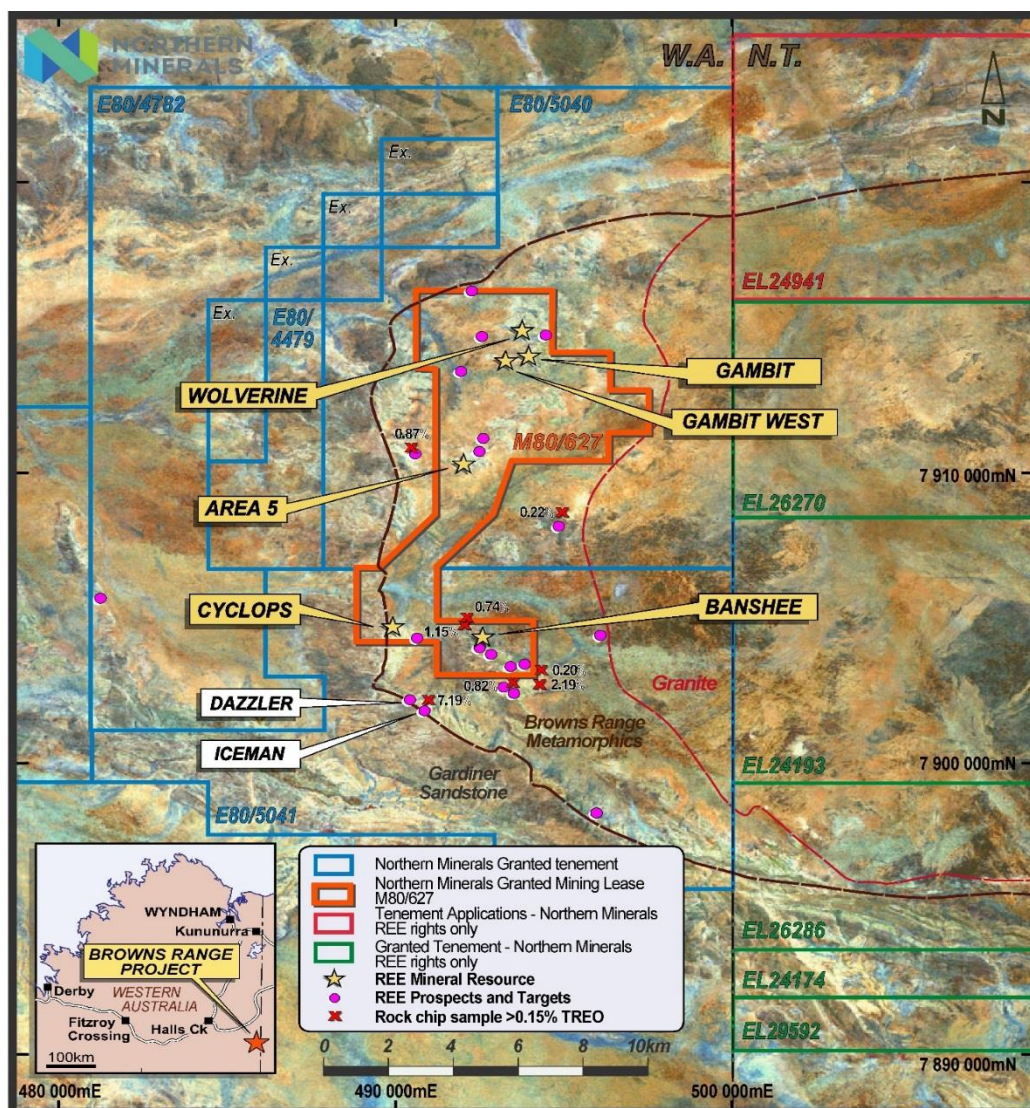 NORTHERN
MINERALS
W.A.
N.T.
N
E80/4782
E80/5040
Ex.
Ex.
Ex.
Ex.
E80/
4479
EL24941
WOLVERINE
GAMBIT
GAMBIT WEST
M80/627
0.87%
7 910 000mN
AREA 5
EL26270
0.22%
CYCLOPS
0.74%
BANSHEE
1.15%
0.20%
0.82%
2.19%
Granite
DAZZLER
7.19%
Browns Range
Metamorphics
ICEMAN
EL24193
7 900 000mN
Gardiner
Sandstone
E80/5041
WYNDHAM
Kununurra
BROWNS RANGE
PROJECT
Derby
WESTERN
AUSTRALIA
Fitzroy
Crossing
Halls Ck
100km
Northern Minerals Granted tenement
Northern Minerals Granted Mining Lease
M80/627
Tenement Applications - Northern Minerals
REE rights only
Granted Tenement - Northern Minerals
REE rights only
REE Mineral Resource
REE Prospects and Targets
Rock chip sample >0.15% TREO
EL26286
EL24174
EL29592
0 2 4 6 8 10km
7 890 000mN
480 000mE
490 000mE
500 000mE